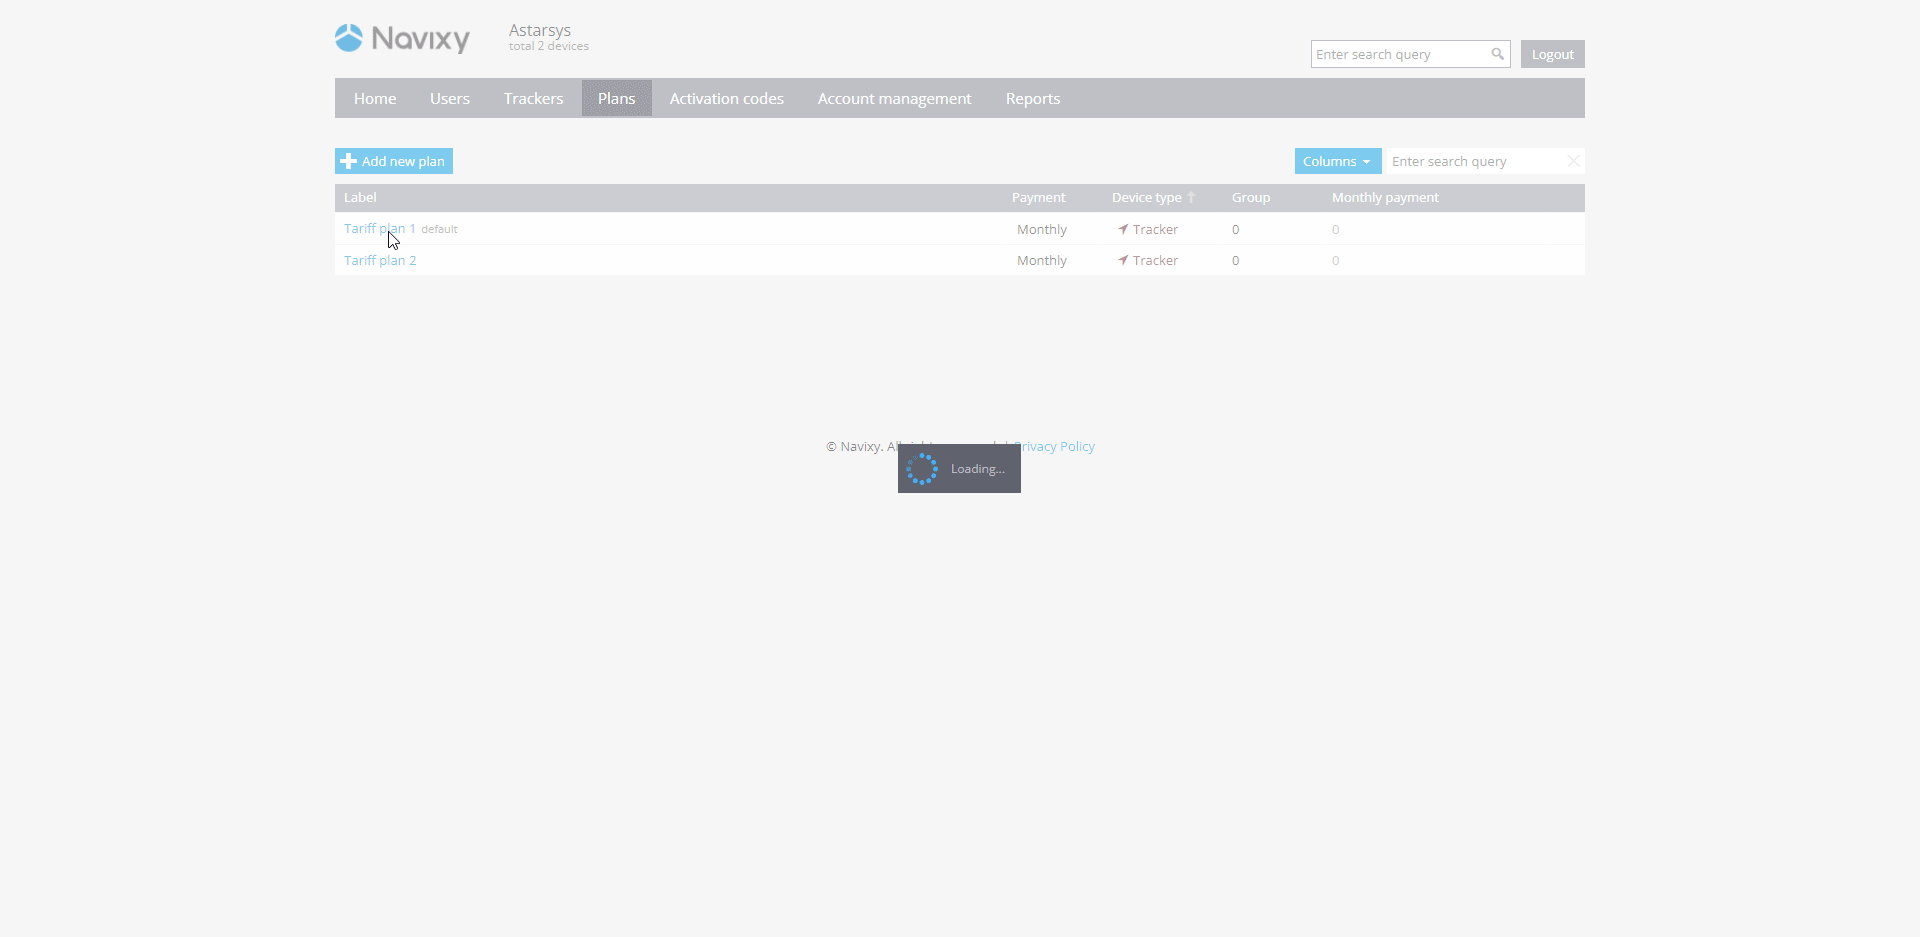 Navixy
Astarsys
total 2 devices
Enter search query
Logout
Home Users Trackers Plans Activation codes Account management Reports
Add new plan
Columns
Enter search query
Label Payment Device type Group Monthly payment
Tariff plan 1 default Monthly Tracker 0 0
Tariff plan 2 Monthly Tracker 0 0
© Navixy. Privacy Policy
Loading...